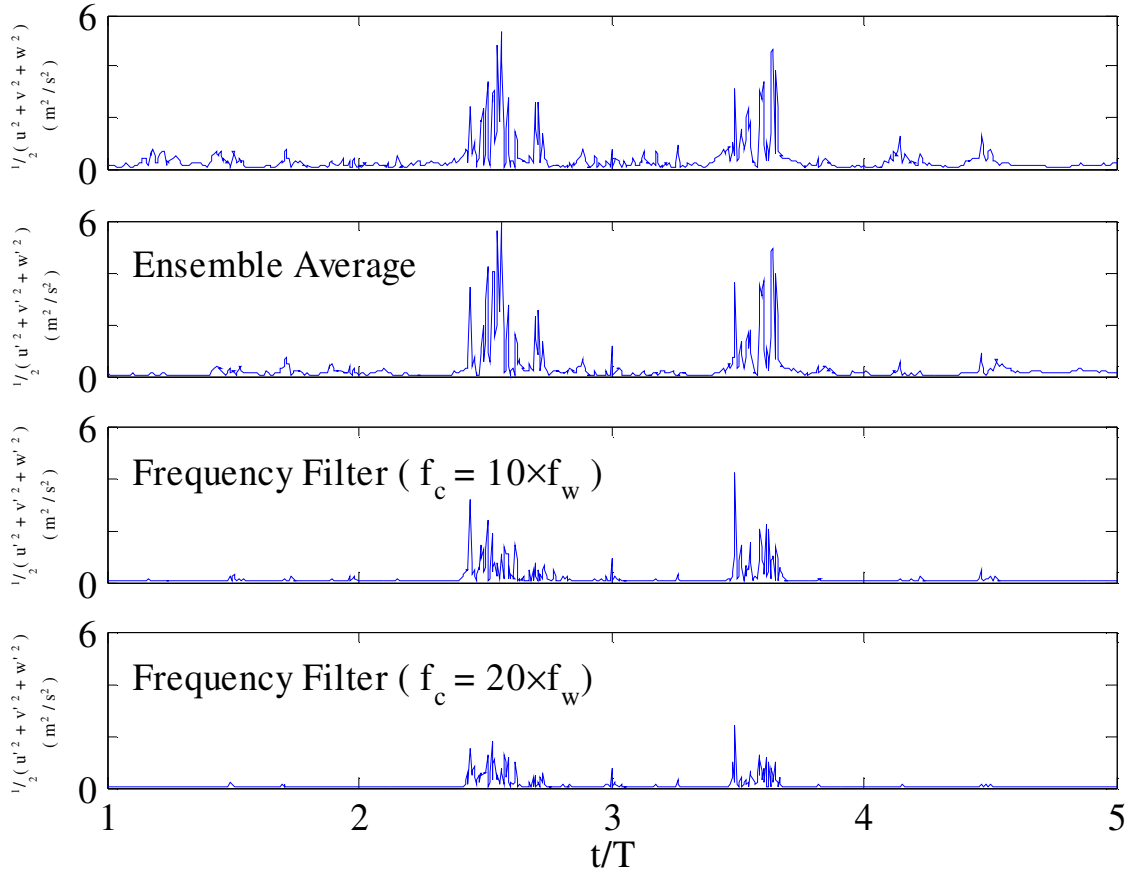 6
0
1/2 ( u² + v² + w² )
( m² / s² )
6
0
1/2 ( u'² + v'² + w'² )
( m² / s² )
Ensemble Average
6
0
1/2 ( u'² + v'² + w'² )
( m² / s² )
Frequency Filter ( f_c = 10×f_w )
6
0
1/2 ( u'² + v'² + w'² )
( m² / s² )
Frequency Filter ( f_c = 20×f_w)
1 2 3 4 5
t/T